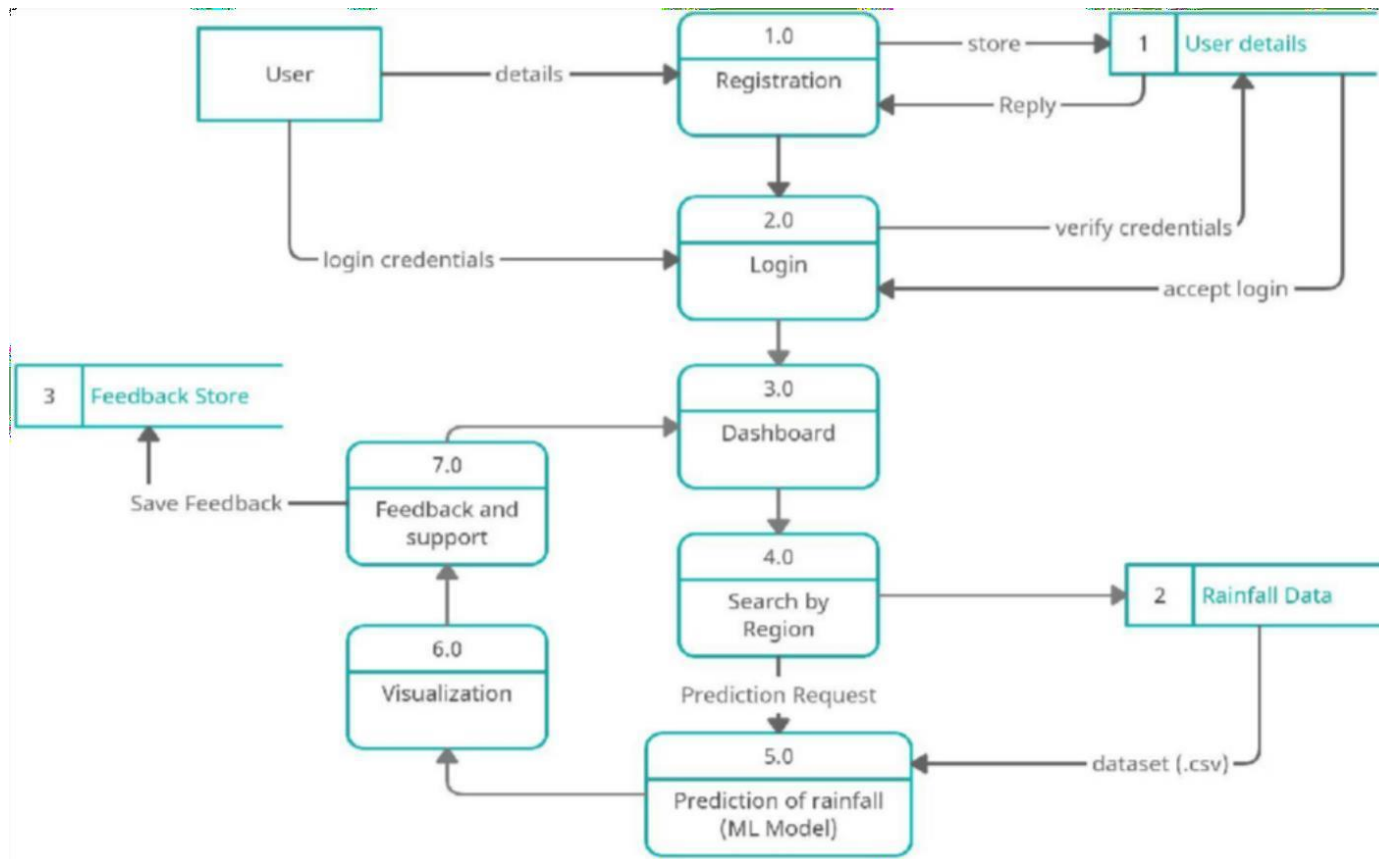 1.0
store
1
User details
User
details
Registration
Reply
2.0
verify credentials
login credentials
Login
accept login
3
Feedback Store
3.0
Dashboard
7.0
Save Feedback
Feedback and
support
4.0
Search by
Region
2
Rainfall Data
6.0
Visualization
Prediction Request
5.0
dataset (.csv)
Prediction of rainfall
(ML Model)